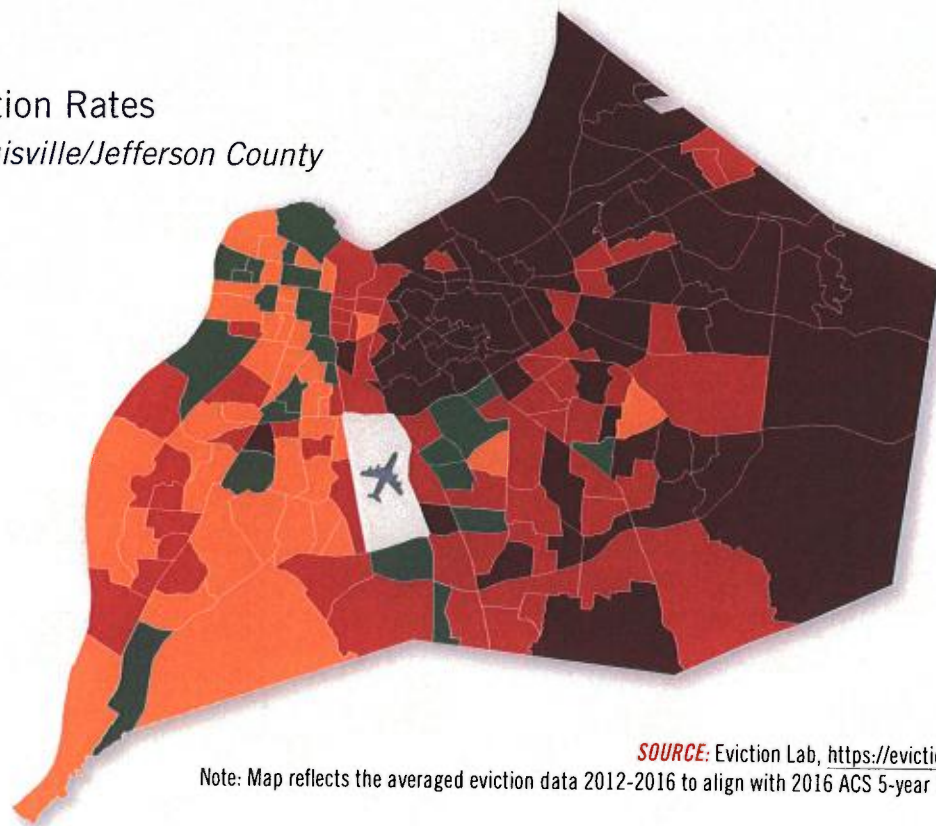 tion Rates
isville/Jefferson County
SOURCE: Eviction Lab, https://evictio
Note: Map reflects the averaged eviction data 2012-2016 to align with 2016 ACS 5-year